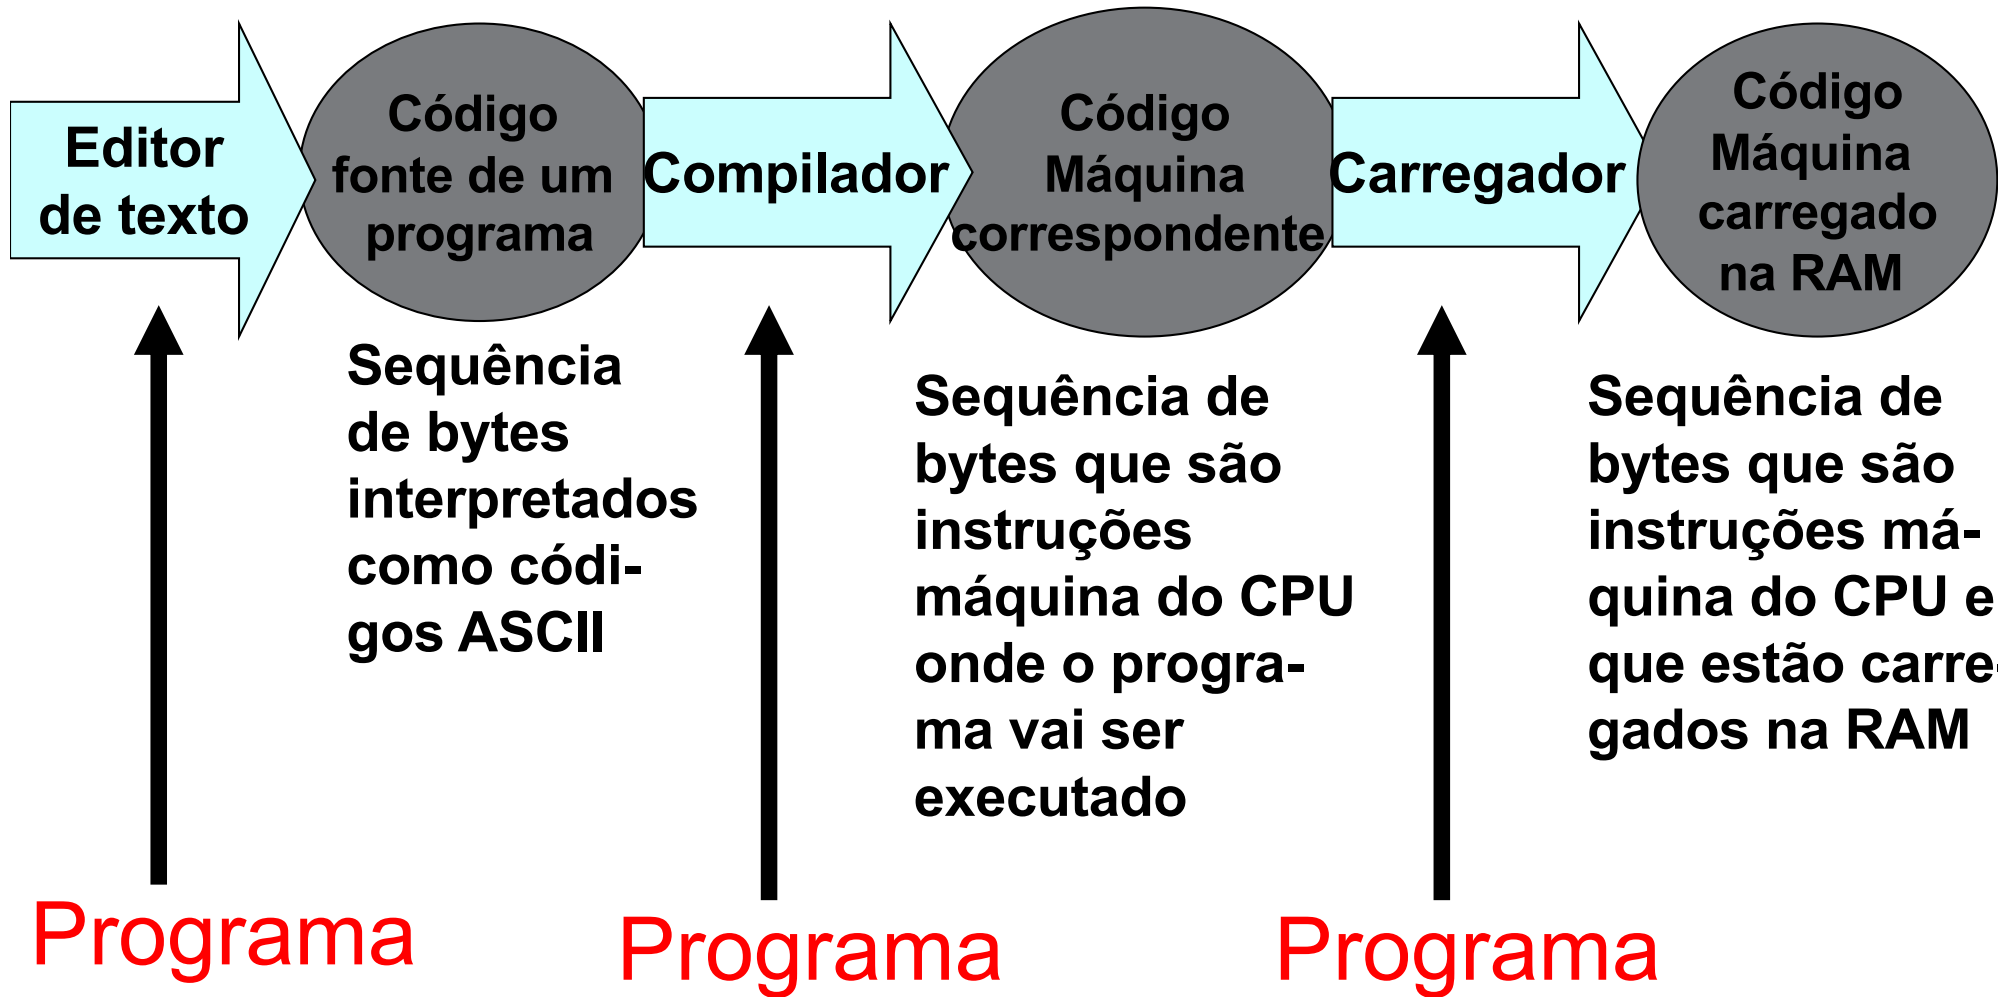 Editor
de texto
Código
fonte de um
programa
Compilador
Código
Máquina
correspondente
Carregador
Código
Máquina
carregado
na RAM
Sequência
de bytes
interpretados
como códi-
gos ASCII
Sequência de
bytes que são
instruções
máquina do CPU
onde o progra-
ma vai ser
executado
Sequência de
bytes que são
instruções má-
quina do CPU e
que estão carre-
gados na RAM
Programa
Programa
Programa